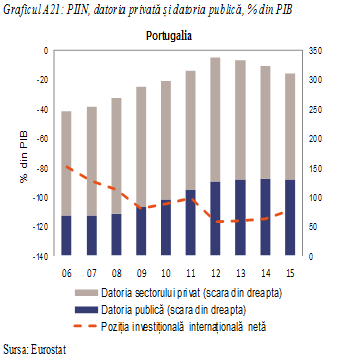 Graficul A21: PIIN, datoria privată și datoria publică, % din PIB
Portugalia
-0
-20
-40
-60
-80
-100
-120
-140
% din PIB
350
300
250
200
150
100
50
0
06 07 08 09 10 11 12 13 14 15
Datoria sectorului privat (scara din dreapta)
Datoria publică (scara din dreapta)
Poziția investițională internațională netă
Sursa: Eurostat